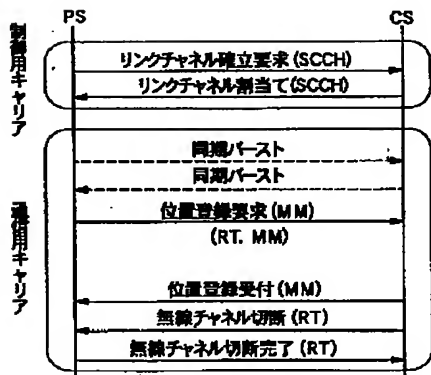 PS
CS
制御用キャリア
リンクチャネル確立要求(SCCH)
リンクチャネル割当て(SCCH)
通信用キャリア
同期バースト
同期バースト
位置登録要求(MM)
(RT. MM)
位置登録受付(MM)
無線チャネル切断(RT)
無線チャネル切断完了(RT)